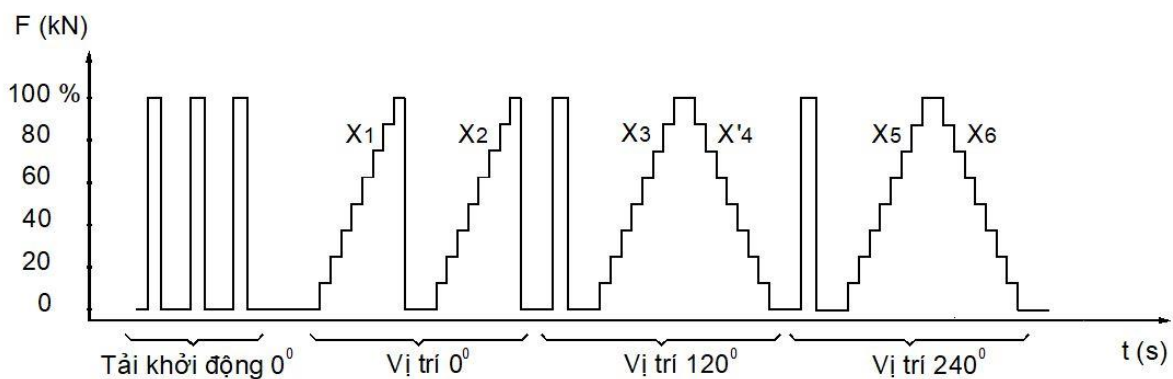 F (kN)
100 %
80
60
40
20
0
X1 X2 X3 X'4 X5 X6
Tải khởi động 0⁰ Vị trí 0⁰ Vị trí 120⁰ Vị trí 240⁰ t (s)